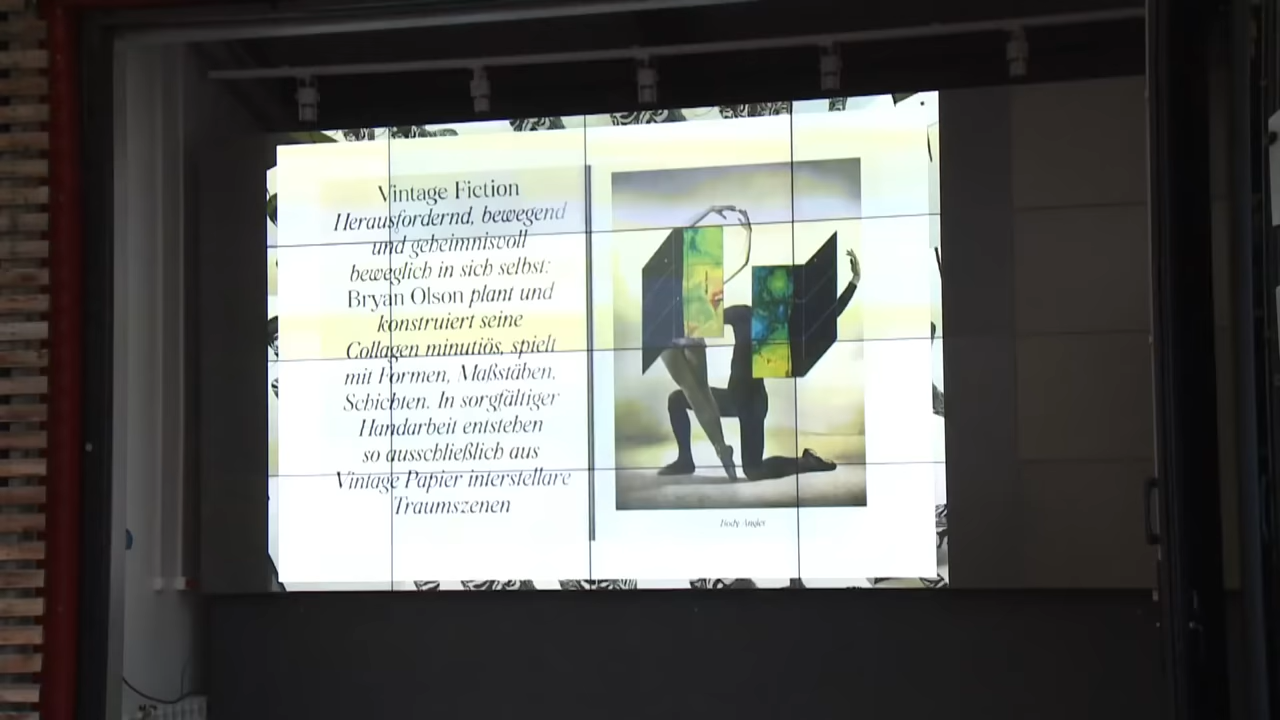 Vintage Fiction
Herausfordernd, bewegend
und geheimnisvoll
beweglich in sich selbst:
Bryan Olson plant und
konstruiert seine
Collagen minutiös, spielt
mit Formen, Maßstäben,
Schichten. In sorgfältiger
Handarbeit entstehen
so ausschließlich aus
Vintage Papier interstellare
Traumszenen
Body Angles